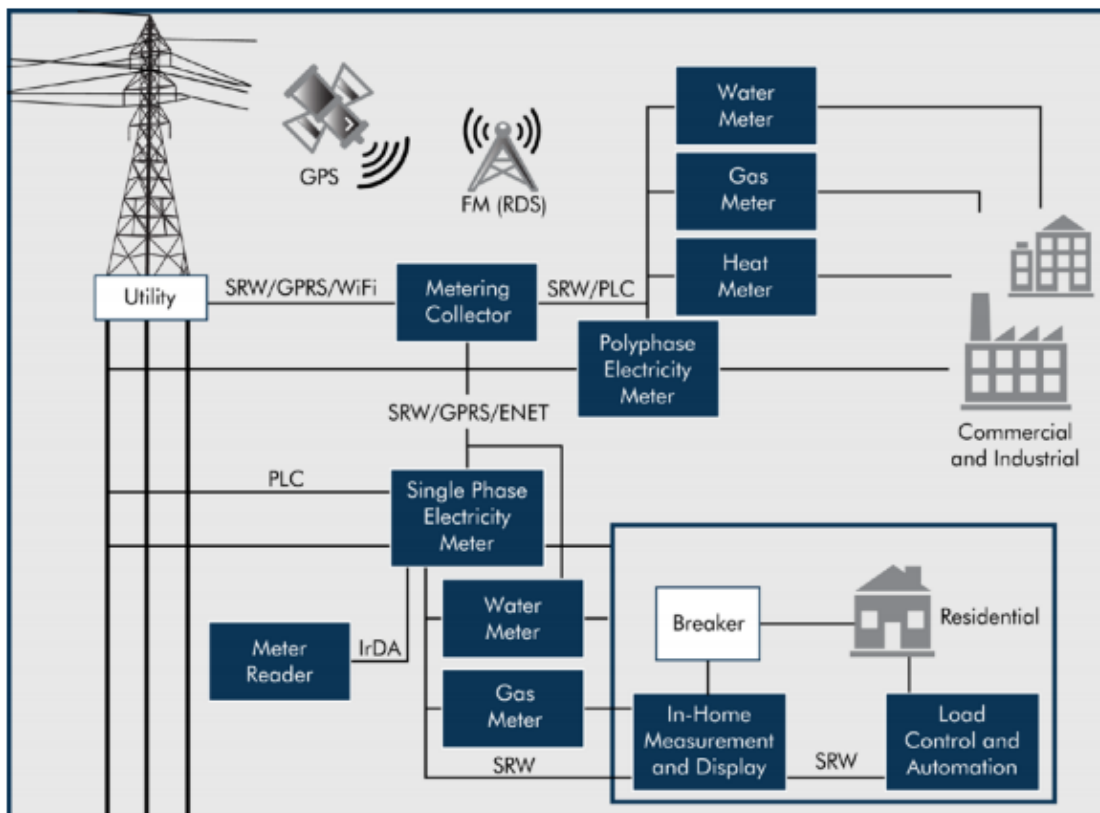 GPS
FM (RDS)
Water
Meter
Gas
Meter
Heat
Meter
Utility
SRW/GPRS/WiFi
Metering
Collector
SRW/PLC
Polyphase
Electricity
Meter
Commercial
and Industrial
SRW/GPRS/ENET
PLC
Single Phase
Electricity
Meter
Water
Meter
Breaker
Residential
Meter
Reader
IrDA
Gas
Meter
In-Home
Measurement
and Display
Load
Control and
Automation
SRW
SRW